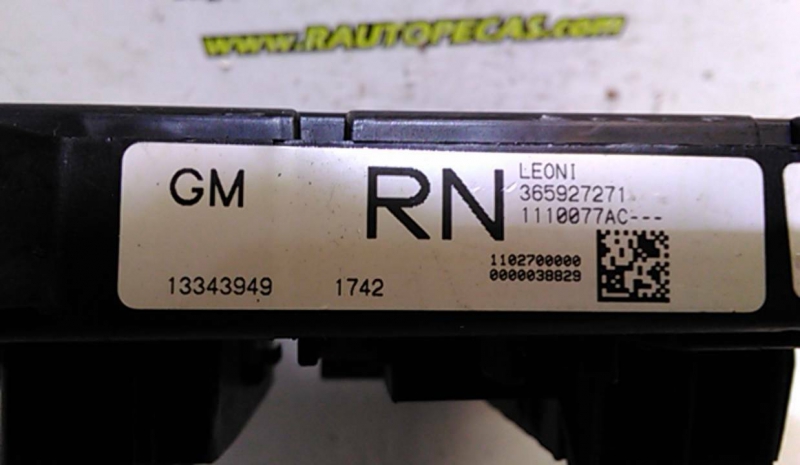 www.RAUTOPECAS.com
GM
RN
LEONI
365927271
1110077AC---
1102700000
0000038829
13343949
1742